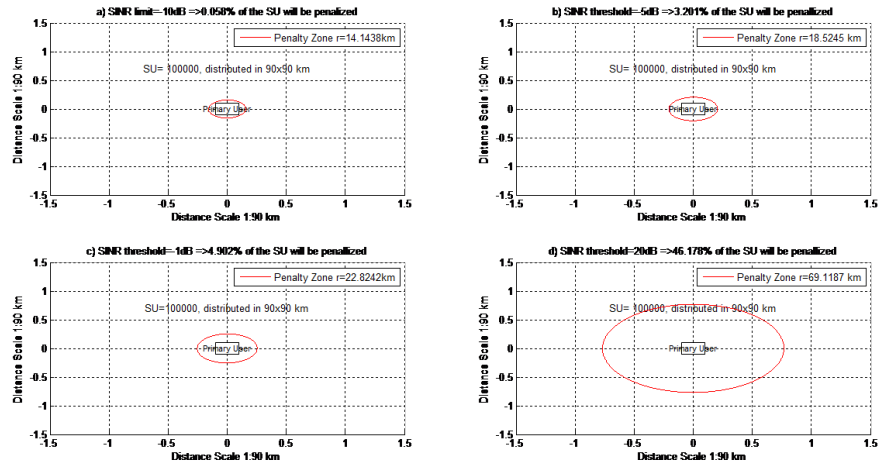 a) SINR limit=-10dB =>0.058% of the SU will be penalized
1.5
1
0.5
0
-0.5
-1
-1.5
Distance Scale 1:90 km
Penalty Zone r=14.1438km
SU= 100000, distributed in 90x90 km
Primary User
-1.5 -1 -0.5 0 0.5 1 1.5
Distance Scale 1:90 km
b) SINR threshold=-5dB =>3.201% of the SU will be penalized
1.5
1
0.5
0
-0.5
-1
-1.5
Distance Scale 1:90 km
Penalty Zone r=18.5245km
SU= 100000, distributed in 90x90 km
Primary User
-1.5 -1 -0.5 0 0.5 1 1.5
Distance Scale 1:90 km
c) SINR threshold=-1dB =>4.902% of the SU will be penallized
1.5
1
0.5
0
-0.5
-1
-1.5
Distance Scale 1:90 km
Penalty Zone r=22.8242km
SU=100000, distributed in 90x90 km
Primary User
-1.5 -1 -0.5 0 0.5 1 1.5
Distance Scale 1:90 km
d) SINR threshold=20dB =>46.178% of the SU will be penallized
1.5
1
0.5
0
-0.5
-1
-1.5
Distance Scale 1:90 km
Penalty Zone r=69.1187 km
SU= 100000, distributed in 90x90 km
Primary User
-1.5 -1 -0.5 0 0.5 1 1.5
Distance Scale 1:90 km